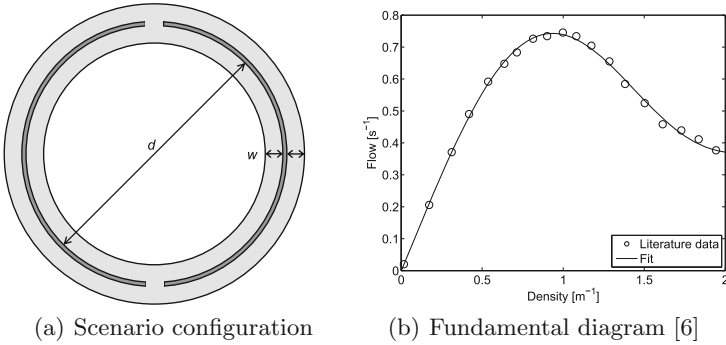 d
w
0.8
0.7
0.6
0.5
0.4
0.3
0.2
0.1
0
Flow [s⁻¹]
0
0.5
1
1.5
2
Density [m⁻¹]
Literature data
Fit
(a) Scenario configuration
(b) Fundamental diagram [6]